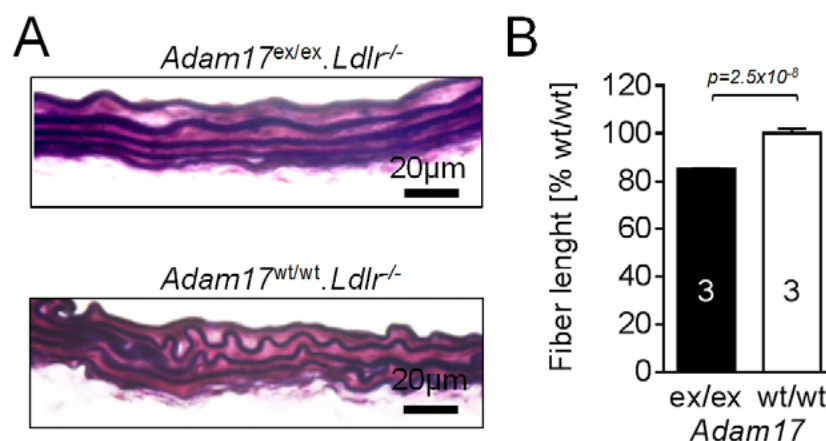 A
Adam17ex/ex.Ldlr-/-
20μm
Adam17wt/wt.Ldlr-/-
20μm
B
p=2.5x10-8
Fiber lenght [% wt/wt]
120
100
80
60
40
20
0
3
3
ex/ex wt/wt
Adam17